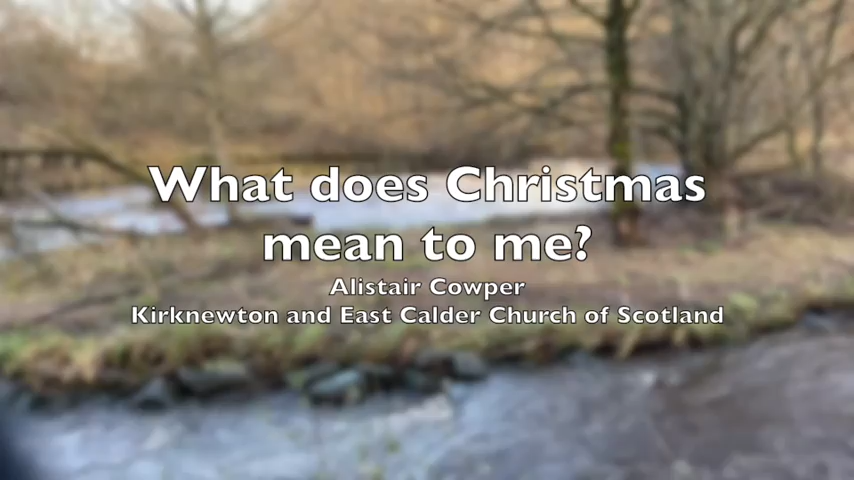 What does Christmas
mean to me?
Alistair Cowper
Kirknewton and East Calder Church of Scotland